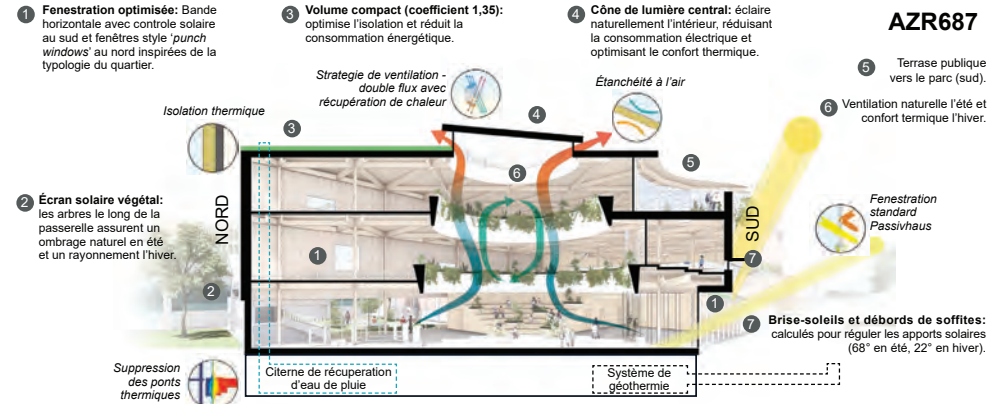 1 Fenestration optimisée: Bande
horizontale avec controle solaire
au sud et fenêtres style ‘punch
windows’ au nord inspirées de la
typologie du quartier.
3 Volume compact (coefficient 1,35):
optimise l’isolation et réduit la
consommation énergétique.
4 Cône de lumière central: éclaire
naturellement l’intérieur, réduisant
la consommation électrique et
optimisant le confort thermique.
AZR687
5 Terrase publique
vers le parc (sud).
6 Ventilation naturelle l’été et
confort termique l’hiver.
Strategie de ventilation -
double flux avec
récupération de chaleur
Étanchéité à l’air
Isolation thermique
3
4
6
5
2 Écran solaire végétal:
les arbres le long de la
passerelle assurent un
ombrage naturel en été
et un rayonnement l’hiver.
NORD
SUD
Fenestration
standard
Passivhaus
1
7
2
1
7 Brise-soleils et débords de soffites:
calculés pour réguler les apports solaires
(68° en été, 22° en hiver).
Suppression
des ponts
thermiques
Citerne de récupération
d’eau de pluie
Système de
géothermie